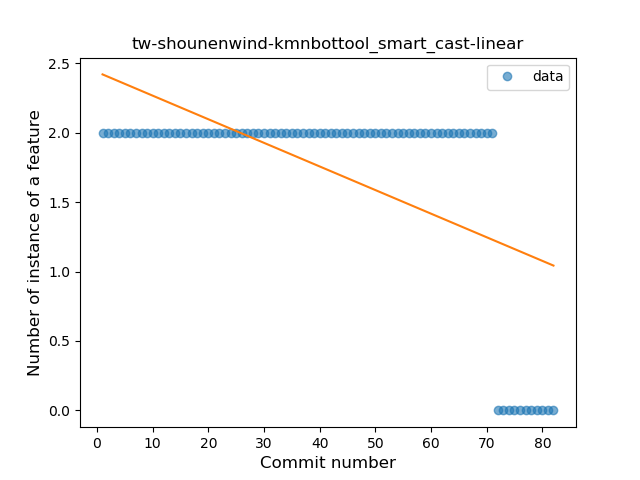 tw-shounenwind-kmnbottool_smart_cast-linear
data
Number of instance of a feature
2.5
2.0
1.5
1.0
0.5
0.0
0 10 20 30 40 50 60 70 80
Commit number